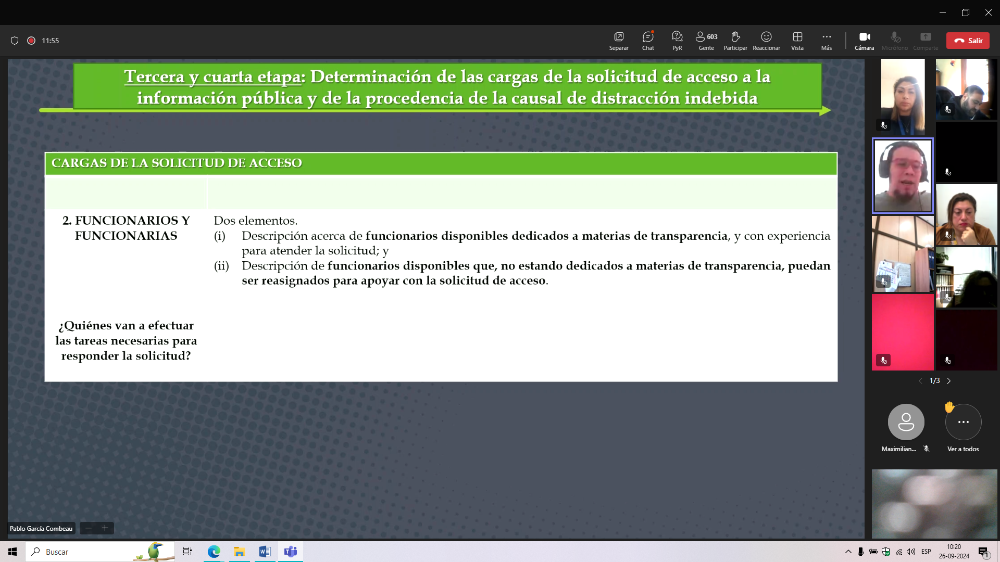 11:55
Separar
Chat
PyR
603
Gente
Participar
Reaccionar
Vista
Más
Cámara
Micrófono
Comparte
Salir
Tercera y cuarta etapa: Determinación de las cargas de la solicitud de acceso a la
información pública y de la procedencia de la causal de distracción indebida
CARGAS DE LA SOLICITUD DE ACCESO
2. FUNCIONARIOS Y
FUNCIONARIAS
¿Quiénes van a efectuar
las tareas necesarias para
responder la solicitud?
Dos elementos.
(i) Descripción acerca de funcionarios disponibles dedicados a materias de transparencia, y con experiencia
para atender la solicitud; y
(ii) Descripción de funcionarios disponibles que, no estando dedicados a materias de transparencia, puedan
ser reasignados para apoyar con la solicitud de acceso.
1/3
Maximilian...
Ver a todos
Pablo García Combeau
Buscar
ESP
10:20
26-09-2024
1